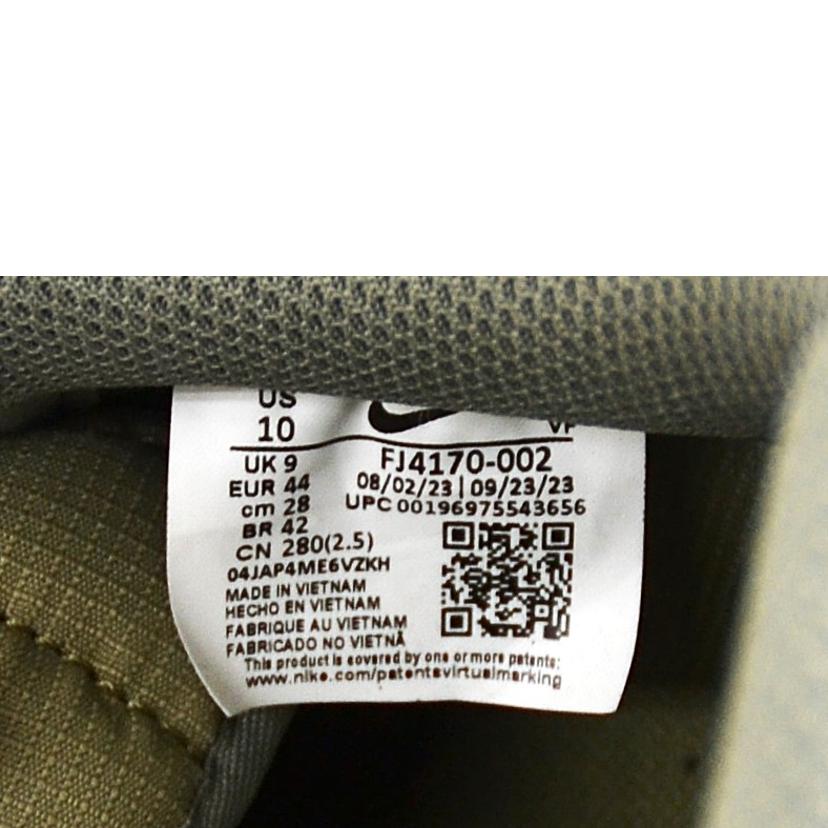 US
10
VP
UK 9
EUR 44
cm 28
BR 42
CN 280(2.5)
04JAP4ME6VZKH
FJ4170-002
08/02/23 | 09/23/23
UPC 00196975543656
MADE IN VIETNAM
HECHO EN VIETNAM
FABRIQUE AU VIETNAM
FABRICADO NO VIETNÃ
This product is covered by one or more patents:
www.nike.com/patentsvirtualmarking